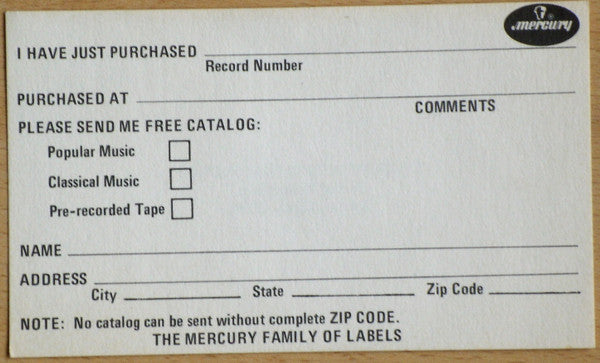 mercury
I HAVE JUST PURCHASED
Record Number
PURCHASED AT
COMMENTS
PLEASE SEND ME FREE CATALOG:
Popular Music
Classical Music
Pre-recorded Tape
NAME
ADDRESS
City State Zip Code
NOTE: No catalog can be sent without complete ZIP CODE.
THE MERCURY FAMILY OF LABELS